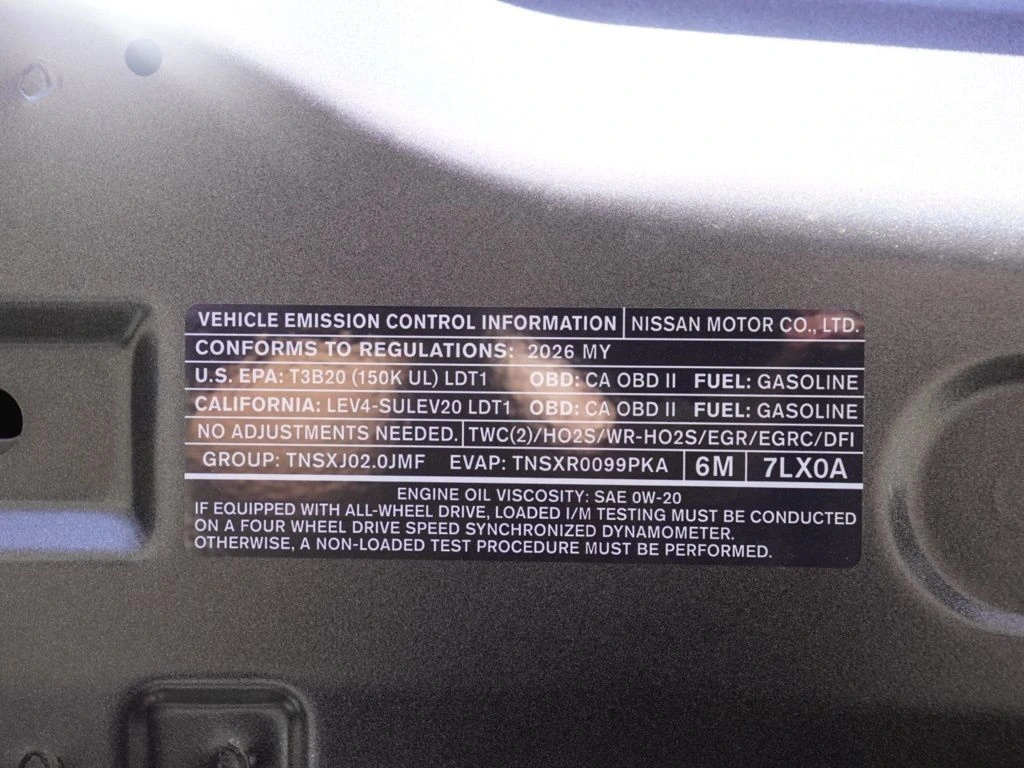 VEHICLE EMISSION CONTROL INFORMATION NISSAN MOTOR CO., LTD.
CONFORMS TO REGULATIONS: 2026 MY
U.S. EPA: T3B20 (150K UL) LDT1 OBD: CA OBD II FUEL: GASOLINE
CALIFORNIA: LEV4-SULEV20 LDT1 OBD: CA OBD II FUEL: GASOLINE
NO ADJUSTMENTS NEEDED. TWC(2)/HO2S/WR-HO2S/EGR/EGRC/DFI
GROUP: TNSXJ02.0JMF EVAP: TNSXR0099PKA 6M 7LX0A
ENGINE OIL VISCOSITY: SAE 0W-20
IF EQUIPPED WITH ALL-WHEEL DRIVE, LOADED I/M TESTING MUST BE CONDUCTED
ON A FOUR WHEEL DRIVE SPEED SYNCHRONIZED DYNAMOMETER.
OTHERWISE, A NON-LOADED TEST PROCEDURE MUST BE PERFORMED.